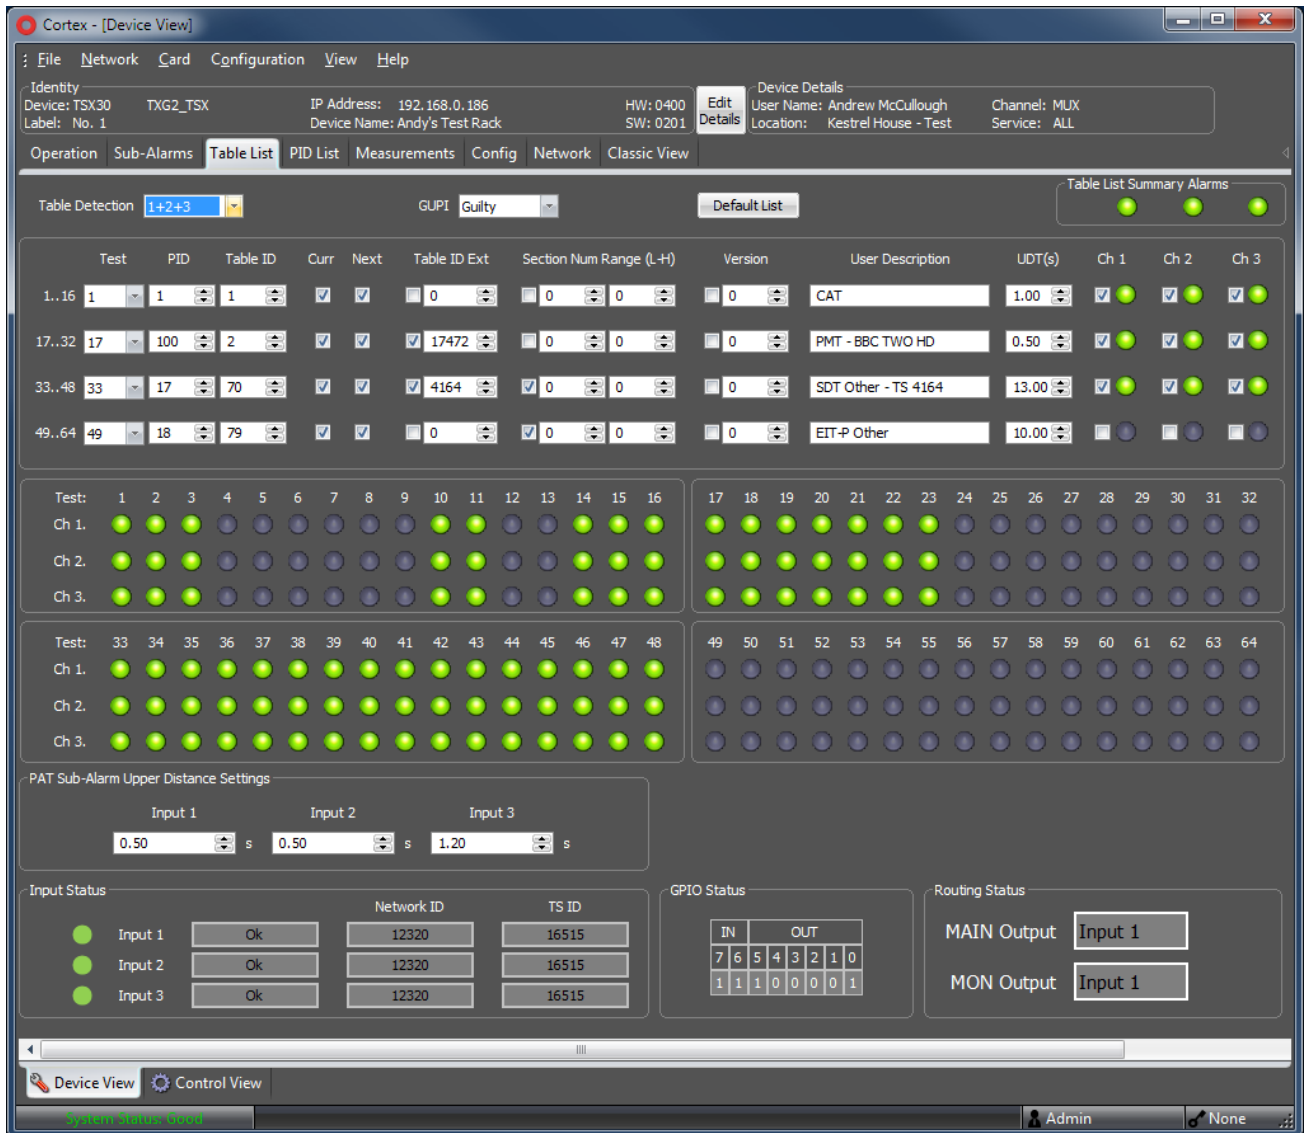 Cortex - [Device View]
File Network Card Configuration View Help
Identity
Device: TSX30 TXG2_TSX IP Address: 192.168.0.186 HW: 0400
Label: No. 1 Device Name: Andy's Test Rack SW: 0201
Edit Details
Device Details
User Name: Andrew McCullough Channel: MUX
Location: Kestrel House - Test Service: ALL
Operation Sub-Alarms Table List PID List Measurements Config Network Classic View
Table Detection 1+2+3 GUPI Guilty Default List
Table List Summary Alarms
Test PID Table ID Curr Next Table ID Ext Section Num Range (L-H) Version User Description UDT(s) Ch 1 Ch 2 Ch 3
1..16 1 1 1 0 0 0 0 CAT 1.00
17..32 17 100 2 17472 0 0 0 PMT - BBC TWO HD 0.50
33..48 33 17 70 4164 0 0 0 SDT Other - TS 4164 13.00
49..64 49 18 79 0 0 0 0 EIT-P Other 10.00
Test: 1 2 3 4 5 6 7 8 9 10 11 12 13 14 15 16
Ch 1.
Ch 2.
Ch 3.
17 18 19 20 21 22 23 24 25 26 27 28 29 30 31 32
Test: 33 34 35 36 37 38 39 40 41 42 43 44 45 46 47 48
Ch 1.
Ch 2.
Ch 3.
49 50 51 52 53 54 55 56 57 58 59 60 61 62 63 64
PAT Sub-Alarm Upper Distance Settings
Input 1 Input 2 Input 3
0.50 s 0.50 s 1.20 s
Input Status
Network ID TS ID
Input 1 Ok 12320 16515
Input 2 Ok 12320 16515
Input 3 Ok 12320 16515
GPIO Status
IN OUT
7 6 5 4 3 2 1 0
1 1 1 0 0 0 0 1
Routing Status
MAIN Output Input 1
MON Output Input 1
Device View Control View
System Status: Good Admin None